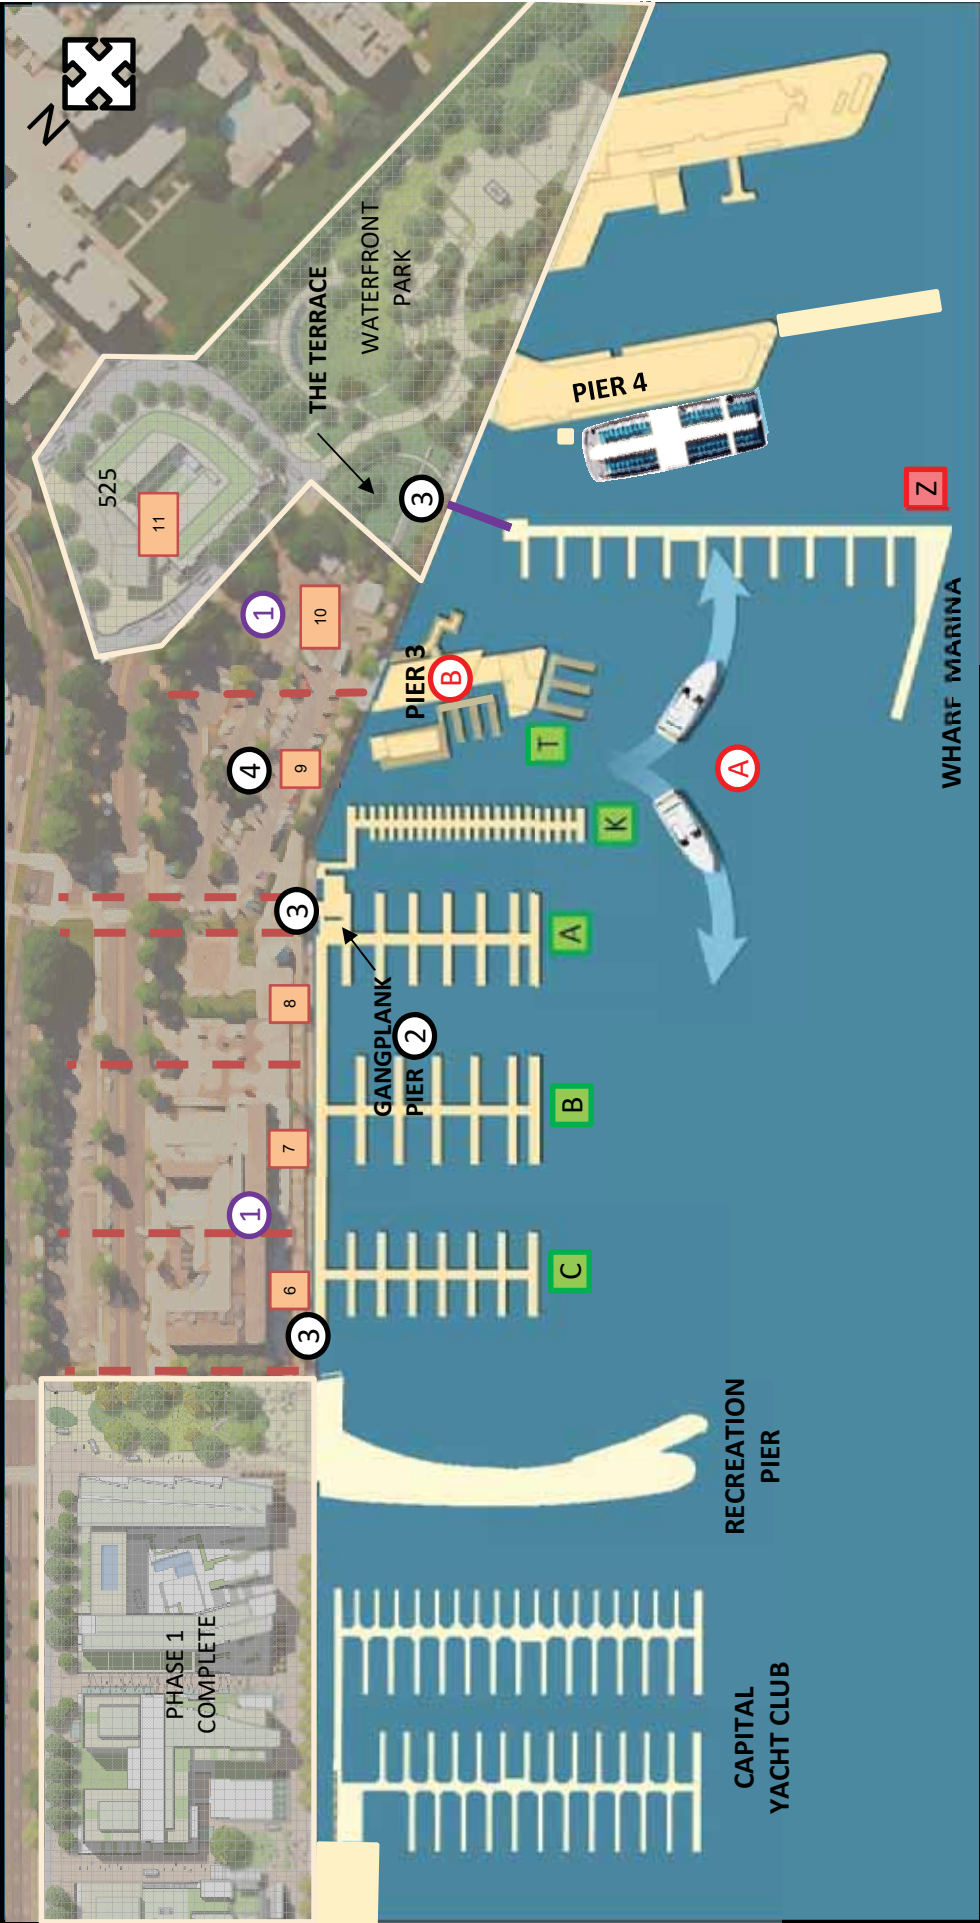 N
525
11
1
10
THE TERRACE
WATERFRONT
PARK
3
PIER 4
Z
WHARF MARINA
PIER 3
B
T
4
9
K
A
3
A
8
GANGPLANK
PIER
2
B
7
1
6
3
C
RECREATION
PIER
PHASE 1
COMPLETE
CAPITAL
YACHT CLUB